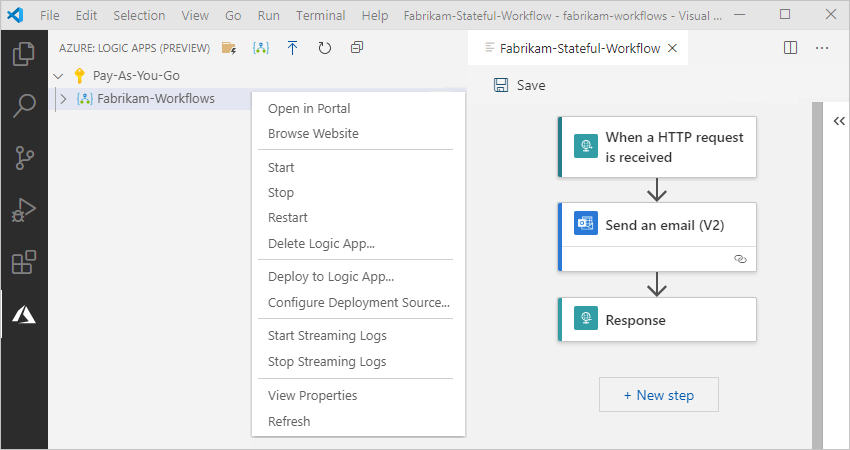 File Edit Selection View Go Run Terminal Help Fabrikam-Stateful-Workflow - fabrikam-workflows - Visual ...
AZURE: LOGIC APPS (PREVIEW)
Fabrikam-Stateful-Workflow
Pay-As-You-Go
Fabrikam-Workflows
Save
Open in Portal
Browse Website
Start
Stop
Restart
Delete Logic App...
Deploy to Logic App...
Configure Deployment Source...
Start Streaming Logs
Stop Streaming Logs
View Properties
Refresh
When a HTTP request
is received
Send an email (V2)
Response
+ New step